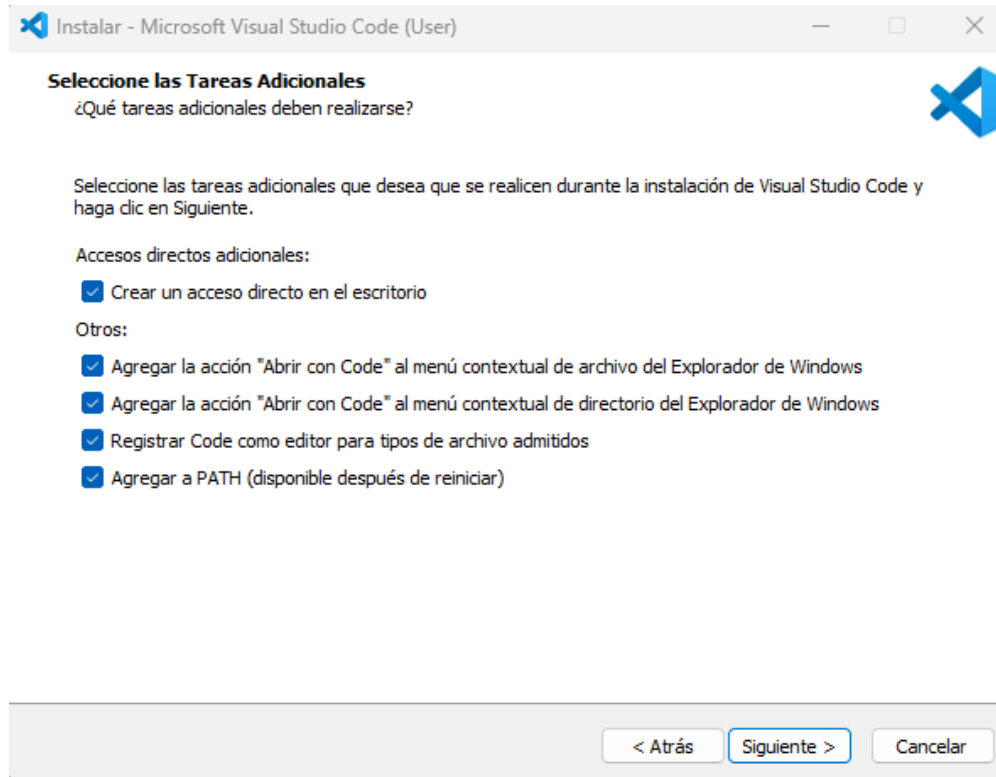 Instalar - Microsoft Visual Studio Code (User)
Seleccione las Tareas Adicionales
¿Qué tareas adicionales deben realizarse?
Seleccione las tareas adicionales que desea que se realicen durante la instalación de Visual Studio Code y
haga clic en Siguiente.
Accesos directos adicionales:
Crear un acceso directo en el escritorio
Otros:
Agregar la acción "Abrir con Code" al menú contextual de archivo del Explorador de Windows
Agregar la acción "Abrir con Code" al menú contextual de directorio del Explorador de Windows
Registrar Code como editor para tipos de archivo admitidos
Agregar a PATH (disponible después de reiniciar)
< Atrás Siguiente > Cancelar